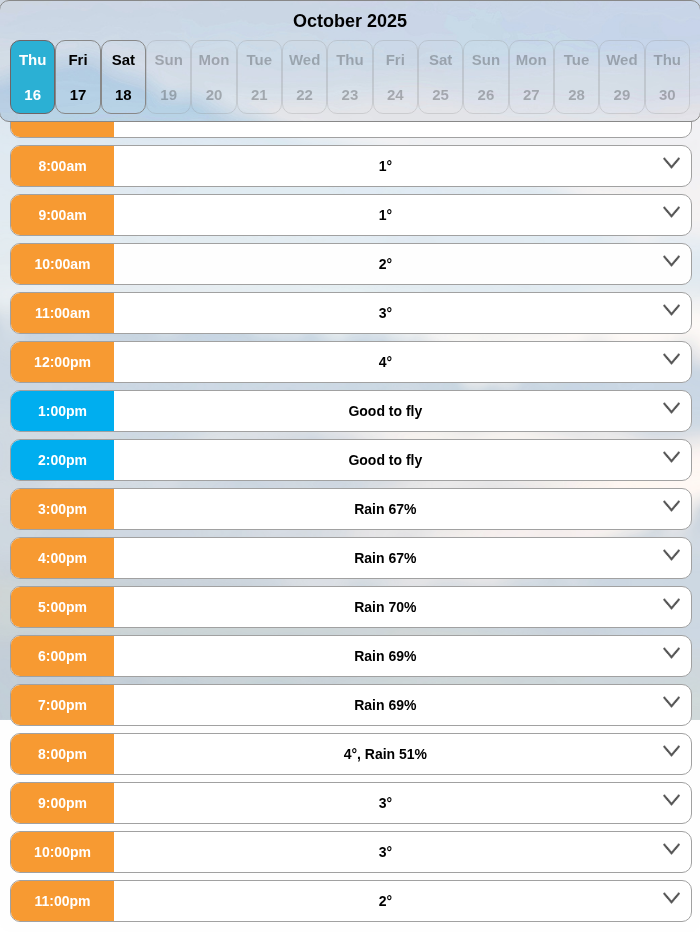 October 2025
Thu Fri Sat Sun Mon Tue Wed Thu Fri Sat Sun Mon Tue Wed Thu
16 17 18 19 20 21 22 23 24 25 26 27 28 29 30
8:00am 1°
9:00am 1°
10:00am 2°
11:00am 3°
12:00pm 4°
1:00pm Good to fly
2:00pm Good to fly
3:00pm Rain 67%
4:00pm Rain 67%
5:00pm Rain 70%
6:00pm Rain 69%
7:00pm Rain 69%
8:00pm 4°, Rain 51%
9:00pm 3°
10:00pm 3°
11:00pm 2°